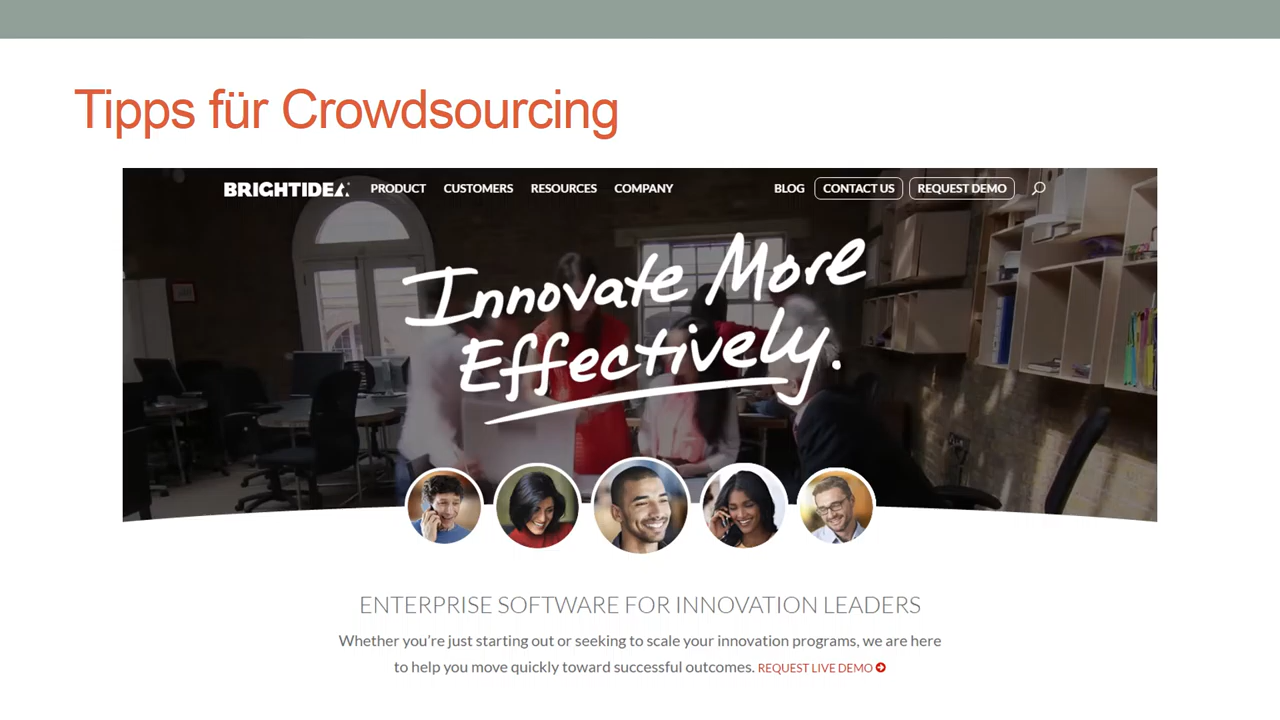 Tipps für Crowdsourcing
BRIGHTIDEA PRODUCT CUSTOMERS RESOURCES COMPANY BLOG CONTACT US REQUEST DEMO
Innovate More
Effectively.
ENTERPRISE SOFTWARE FOR INNOVATION LEADERS
Whether you're just starting out or seeking to scale your innovation programs, we are here
to help you move quickly toward successful outcomes. REQUEST LIVE DEMO